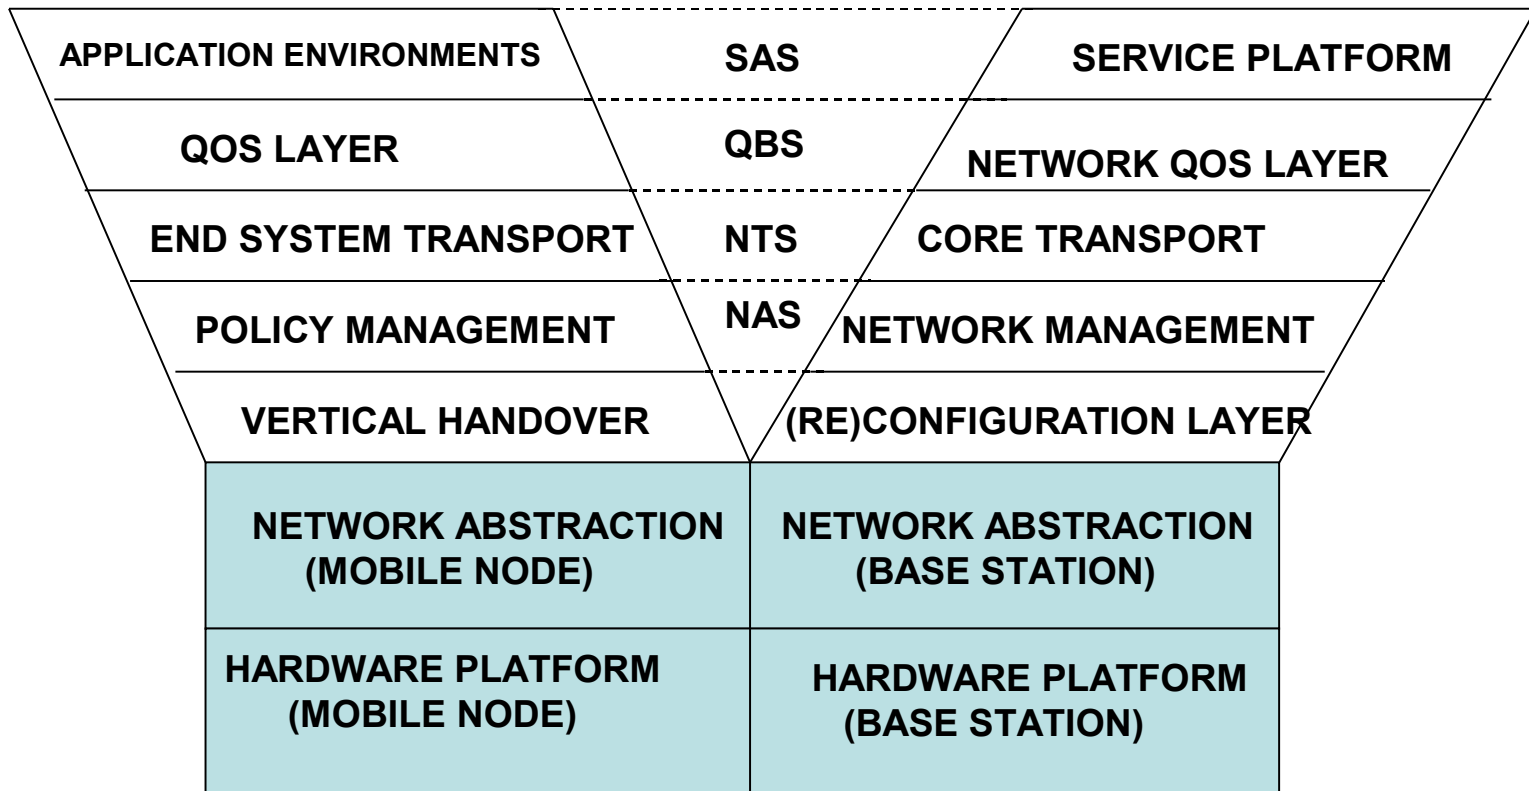 APPLICATION ENVIRONMENTS
SAS
SERVICE PLATFORM
QOS LAYER
QBS
NETWORK QOS LAYER
END SYSTEM TRANSPORT
NTS
CORE TRANSPORT
POLICY MANAGEMENT
NAS
NETWORK MANAGEMENT
VERTICAL HANDOVER
(RE)CONFIGURATION LAYER
NETWORK ABSTRACTION
(MOBILE NODE)
NETWORK ABSTRACTION
(BASE STATION)
HARDWARE PLATFORM
(MOBILE NODE)
HARDWARE PLATFORM
(BASE STATION)